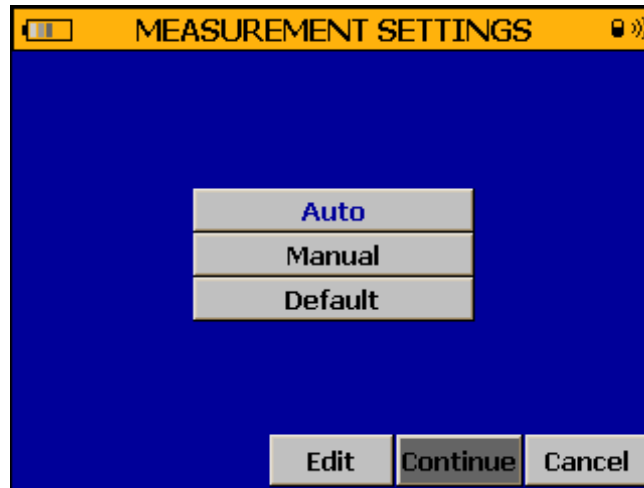 MEASUREMENT SETTINGS
Auto
Manual
Default
Edit Continue Cancel